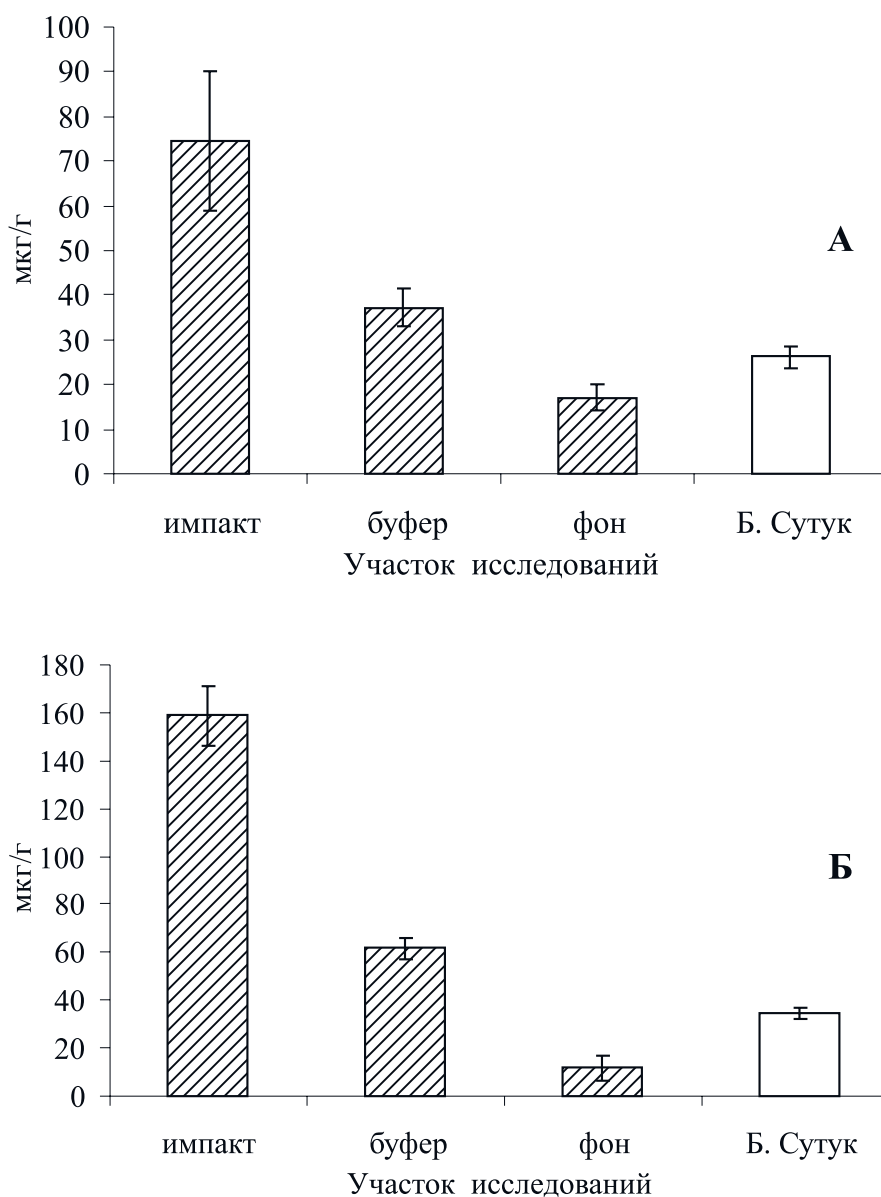 100
90
80
70
60
50
40
30
20
10
0
мкг/г
А
импакт буфер фон Б. Сутук
Участок исследований
180
160
140
120
100
80
60
40
20
0
мкг/г
Б
импакт буфер фон Б. Сутук
Участок исследований